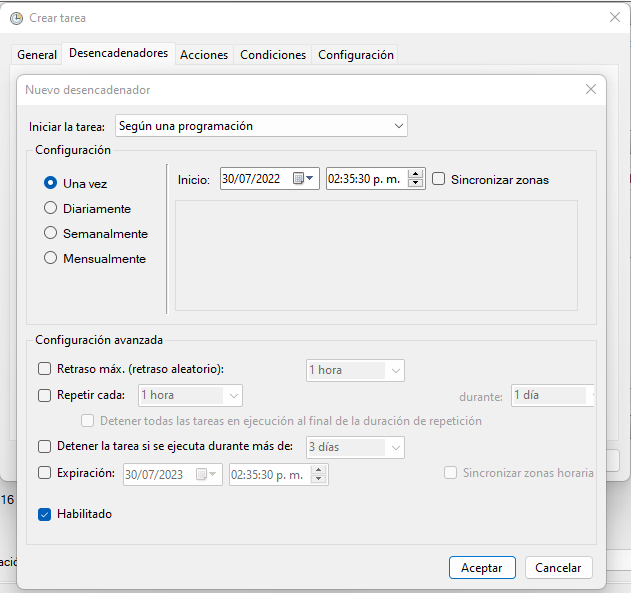 Crear tarea
General Desencadenadores Acciones Condiciones Configuración
Nuevo desencadenador
Iniciar la tarea: Según una programación
Configuración
Una vez Inicio: 30/07/2022 02:35:30 p. m. Sincronizar zonas
Diariamente
Semanalmente
Mensualmente
Configuración avanzada
Retraso máx. (retraso aleatorio): 1 hora
Repetir cada: 1 hora durante: 1 día
Detener todas las tareas en ejecución al final de la duración de repetición
Detener la tarea si se ejecuta durante más de: 3 días
Expiración: 30/07/2023 02:35:30 p. m. Sincronizar zonas horaria
16
Habilitado
Aceptar Cancelar